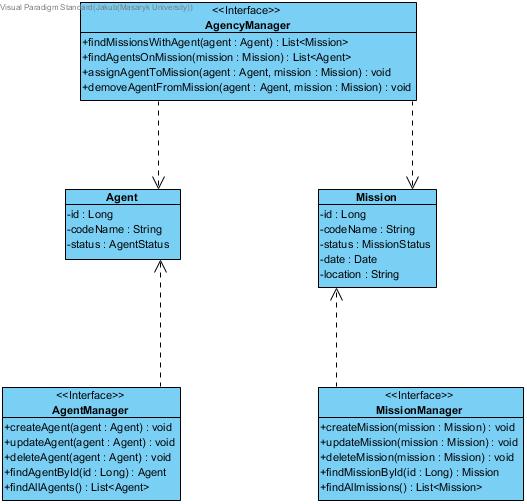 Visual Paradigm Standard(Jakub(Masaryk University))
<<Interface>>
AgencyManager
+findMissionsWithAgent(agent : Agent) : List<Mission>
+findAgentsOnMission(mission : Mission) : List<Agent>
+assignAgentToMission(agent : Agent, mission : Mission) : void
+demoveAgentFromMission(agent : Agent, mission : Mission) : void
Agent
-id : Long
-codeName : String
-status : AgentStatus
Mission
-id : Long
-codeName : String
-status : MissionStatus
-date : Date
-location : String
<<Interface>>
AgentManager
+createAgent(agent : Agent) : void
+updateAgent(agent : Agent) : void
+deleteAgent(agent : Agent) : void
+findAgentById(id : Long) : Agent
+findAllAgents() : List<Agent>
<<Interface>>
MissionManager
+createMission(mission : Mission) : void
+updateMission(mission : Mission) : void
+deleteMission(mission : Mission) : void
+findMissionById(id : Long) : Mission
+findAllmissions() : List<Mission>